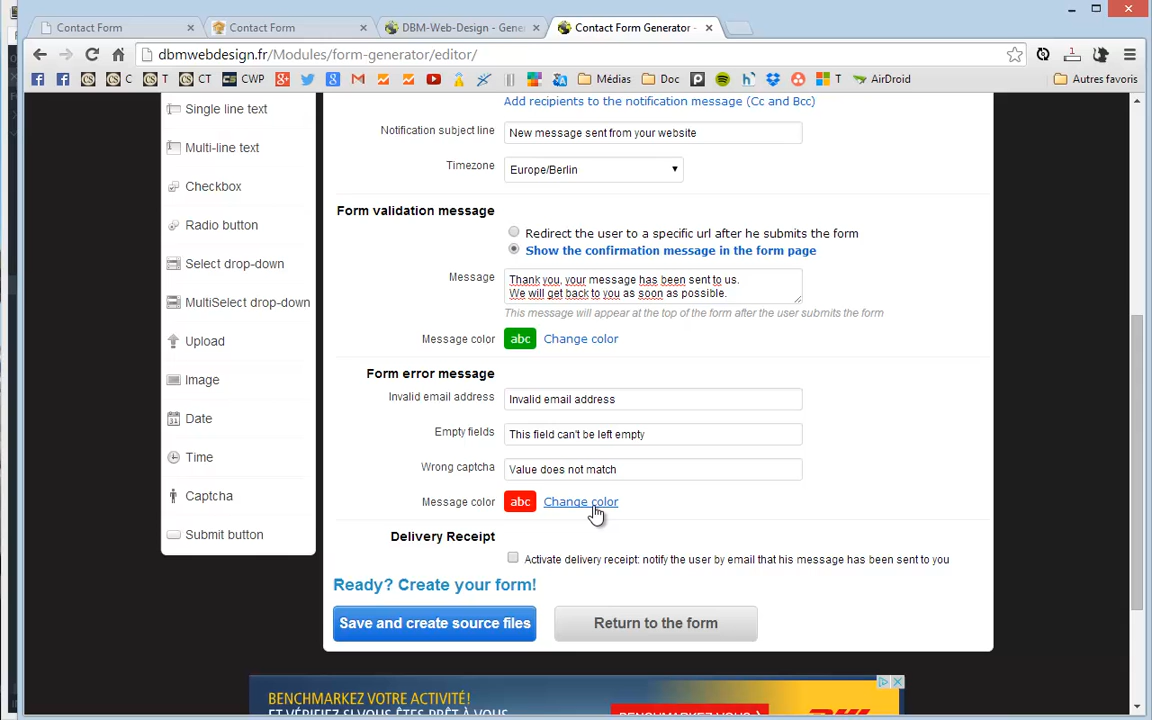 Contact Form
Contact Form
DBM-Web-Design - Gene
Contact Form Generator -
dbmwebdesign.fr/Modules/form-generator/editor/
C T CT CWP M Médias Doc T AirDroid Autres favoris
Single line text
Multi-line text
Checkbox
Radio button
Select drop-down
MultiSelect drop-down
Upload
Image
Date
Time
Captcha
Submit button
Add recipients to the notification message (Cc and Bcc)
Notification subject line New message sent from your website
Timezone Europe/Berlin
Form validation message
Redirect the user to a specific url after he submits the form
Show the confirmation message in the form page
Message Thank you, your message has been sent to us.
We will get back to you as soon as possible.
This message will appear at the top of the form after the user submits the form
Message color abc Change color
Form error message
Invalid email address Invalid email address
Empty fields This field can't be left empty
Wrong captcha Value does not match
Message color abc Change color
Delivery Receipt
Activate delivery receipt: notify the user by email that his message has been sent to you
Ready? Create your form!
Save and create source files Return to the form
BENCHMARKEZ VOTRE ACTIVITÉ!
ET VÉRIFIEZ SI VOUS ÊTES PRÊT À VOUS
BENCHMARKEZ-VOUS
DHL